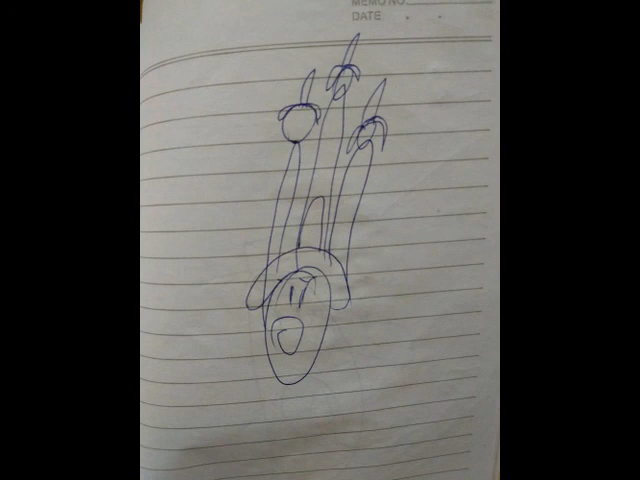 MEMO NO.
DATE . .